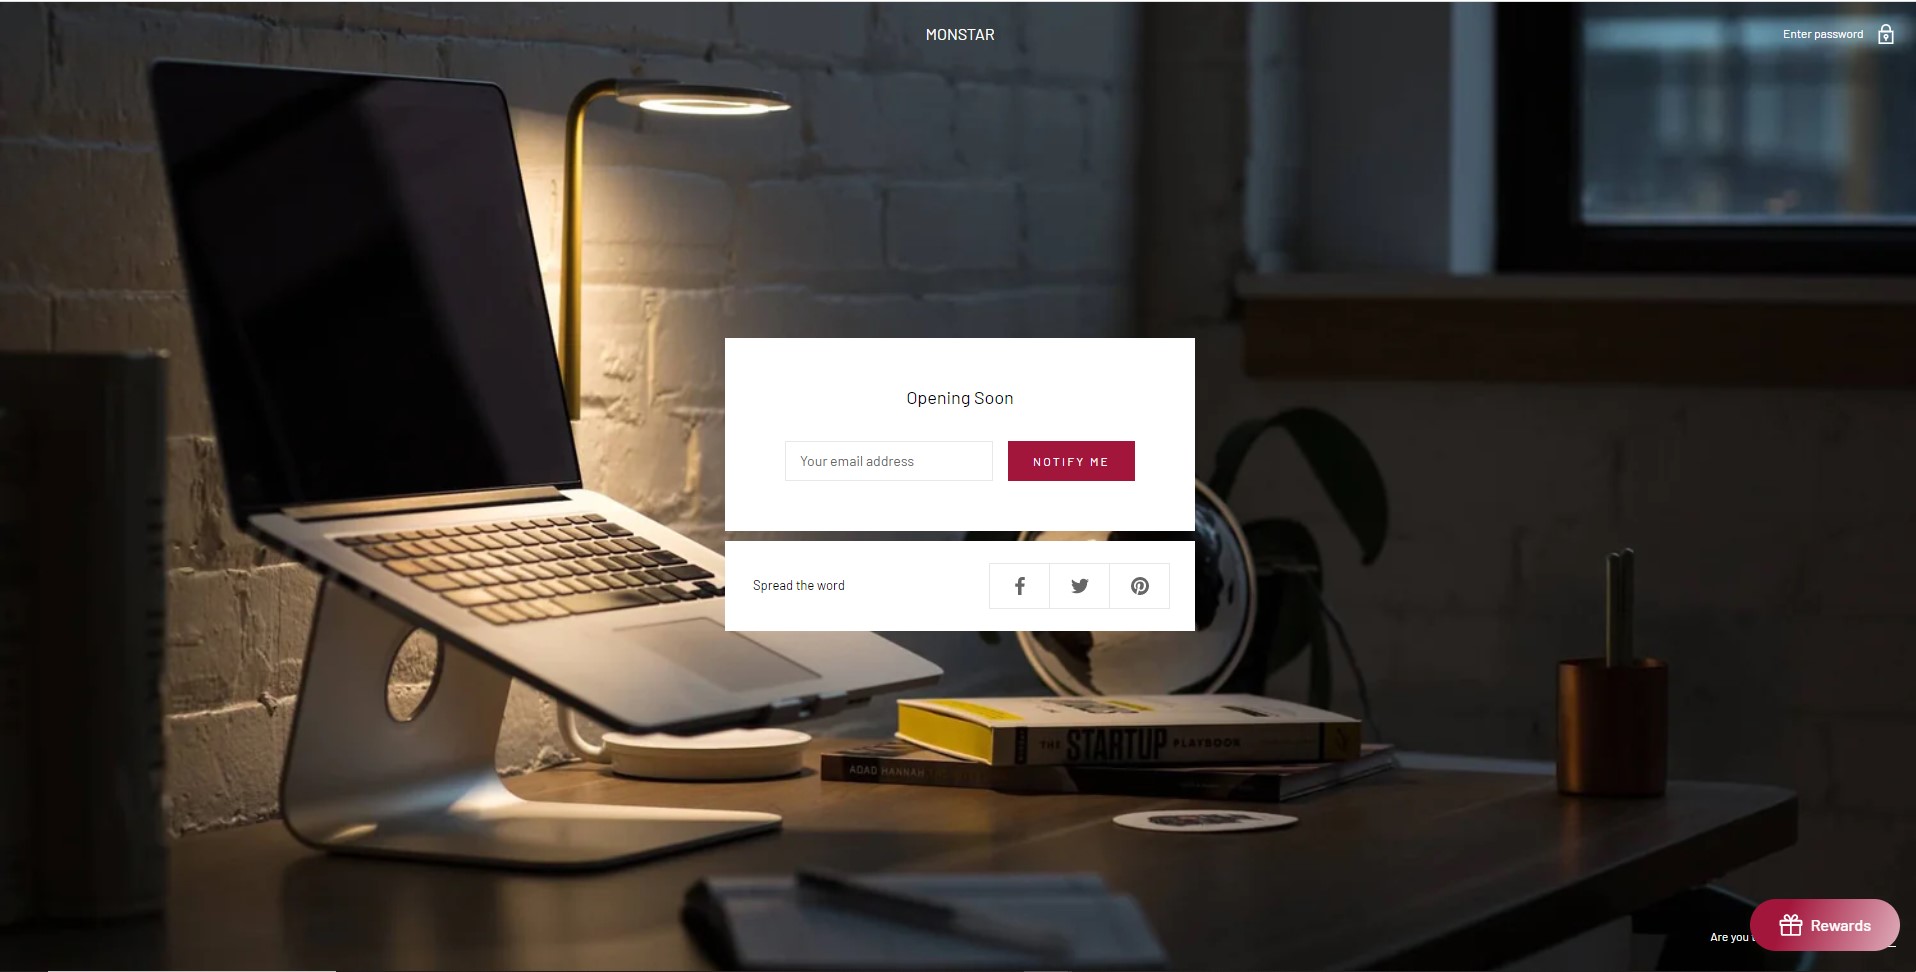 MONSTAR
Enter password
Opening Soon
Your email address
NOTIFY ME
Spread the word
THE STARTUP PLAYBOOK
ADAD HANNAH
Are you
Rewards